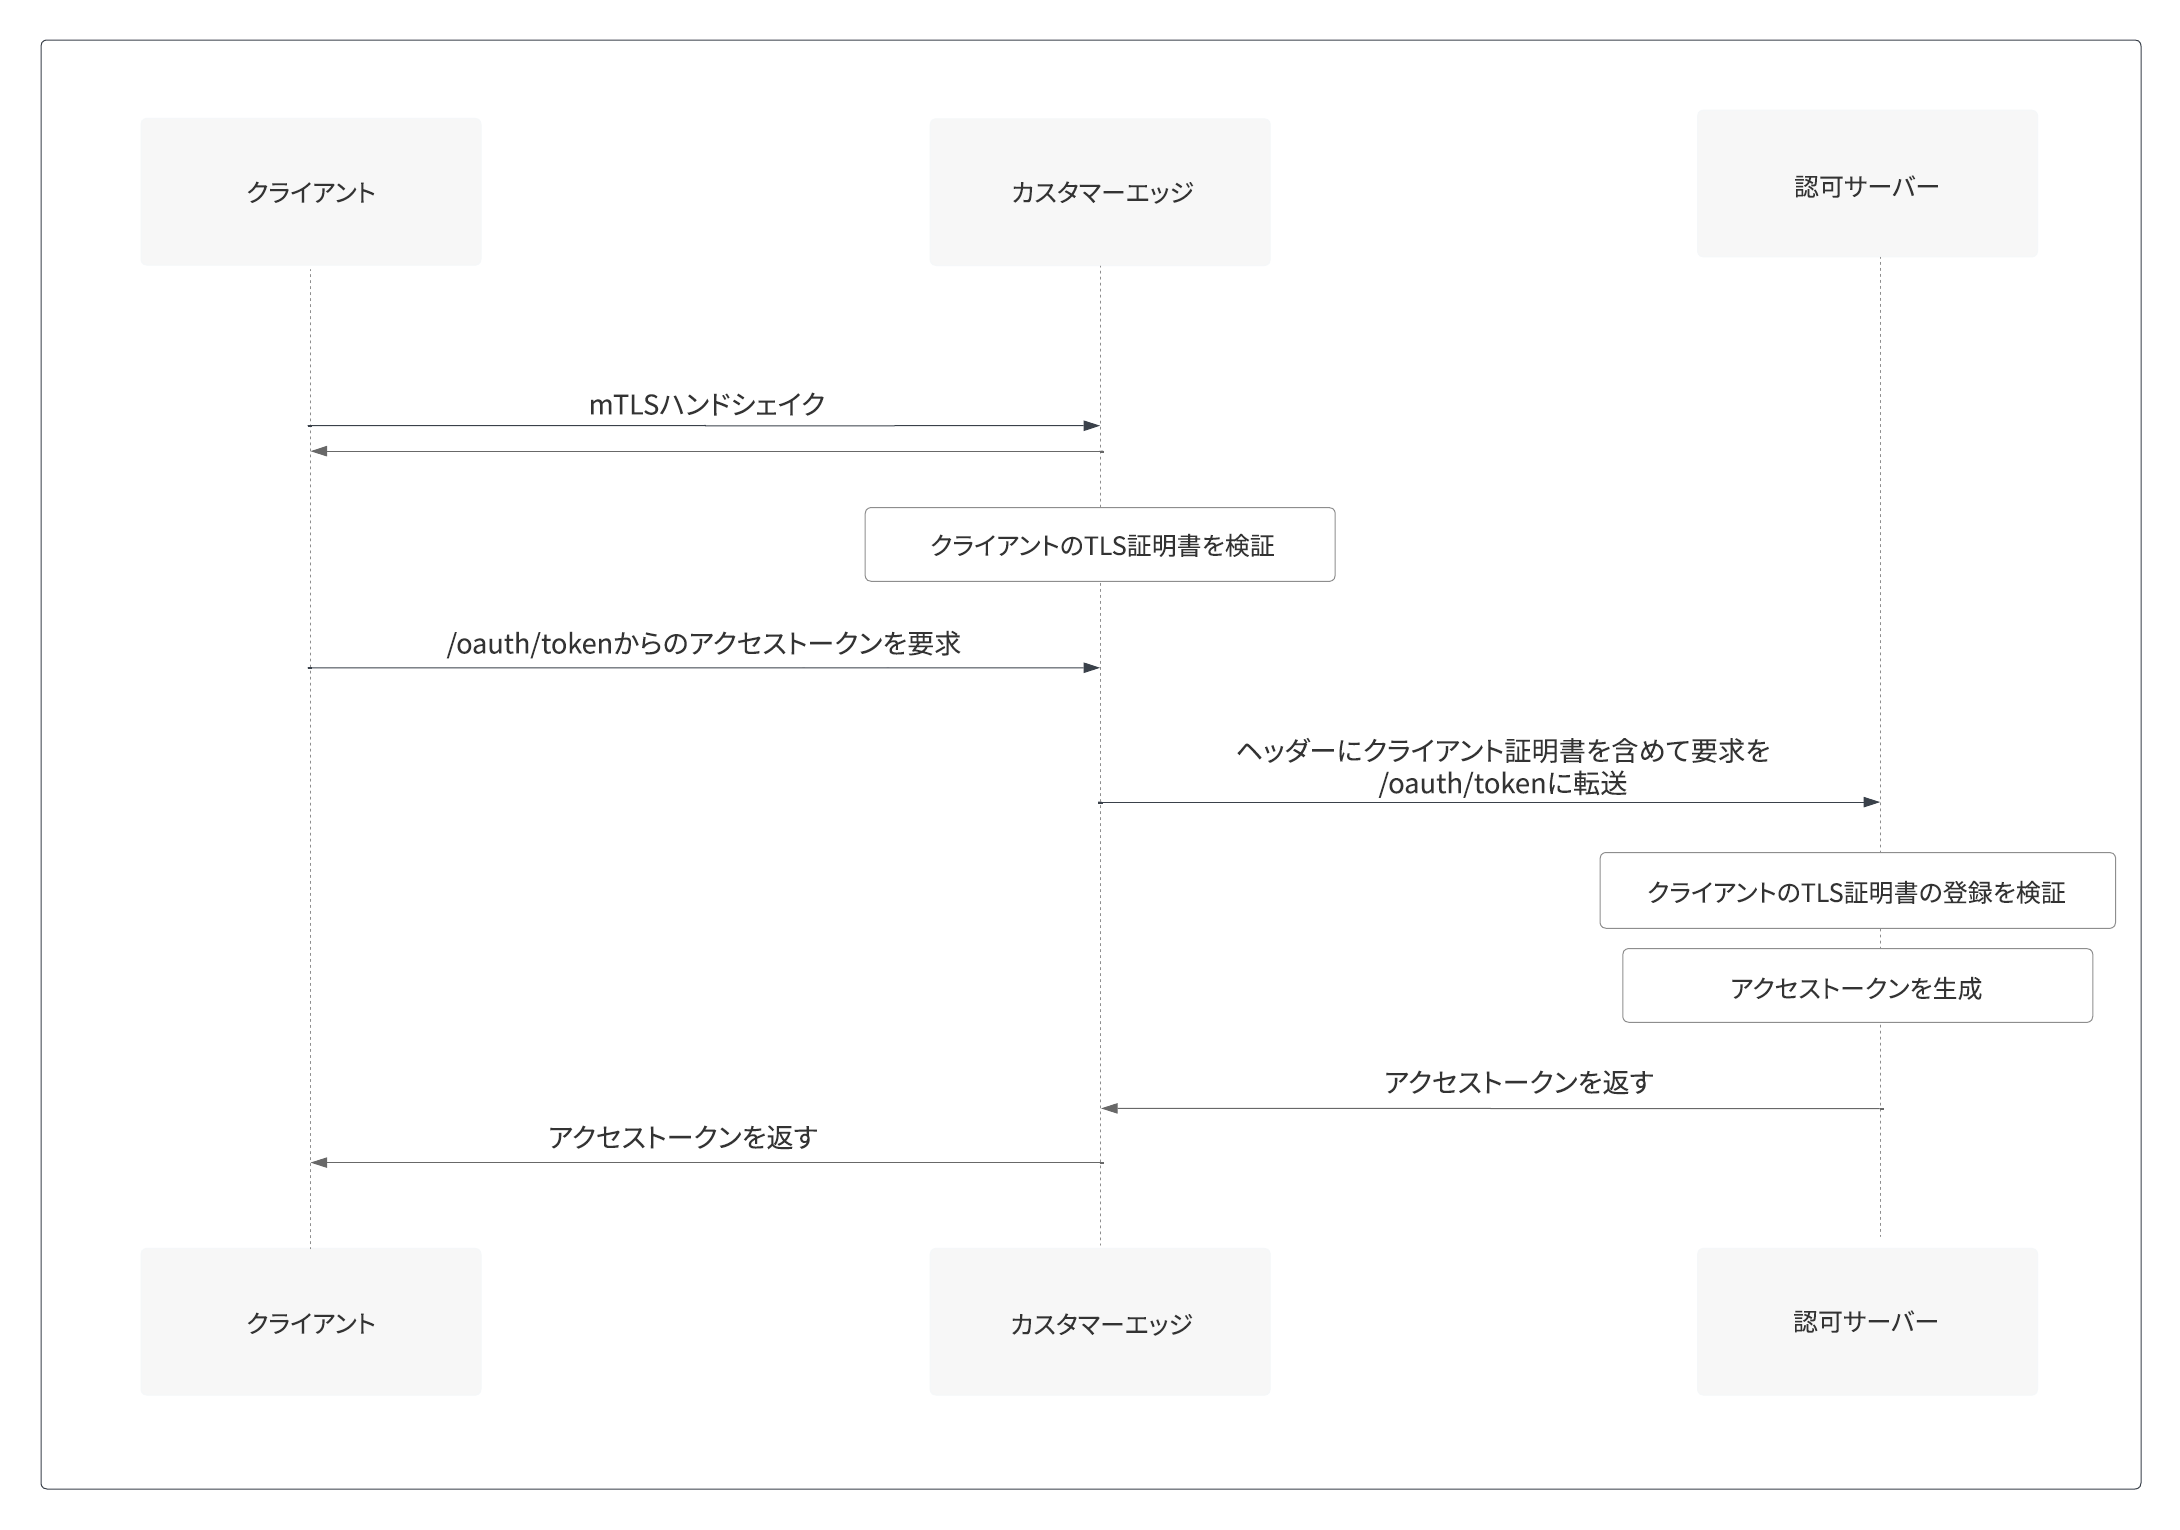 クライアント
カスタマーエッジ
認可サーバー
mTLSハンドシェイク
クライアントのTLS証明書を検証
/oauth/tokenからのアクセストークンを要求
ヘッダーにクライアント証明書を含めて要求を
/oauth/tokenに転送
クライアントのTLS証明書の登録を検証
アクセストークンを生成
アクセストークンを返す
アクセストークンを返す
クライアント
カスタマーエッジ
認可サーバー